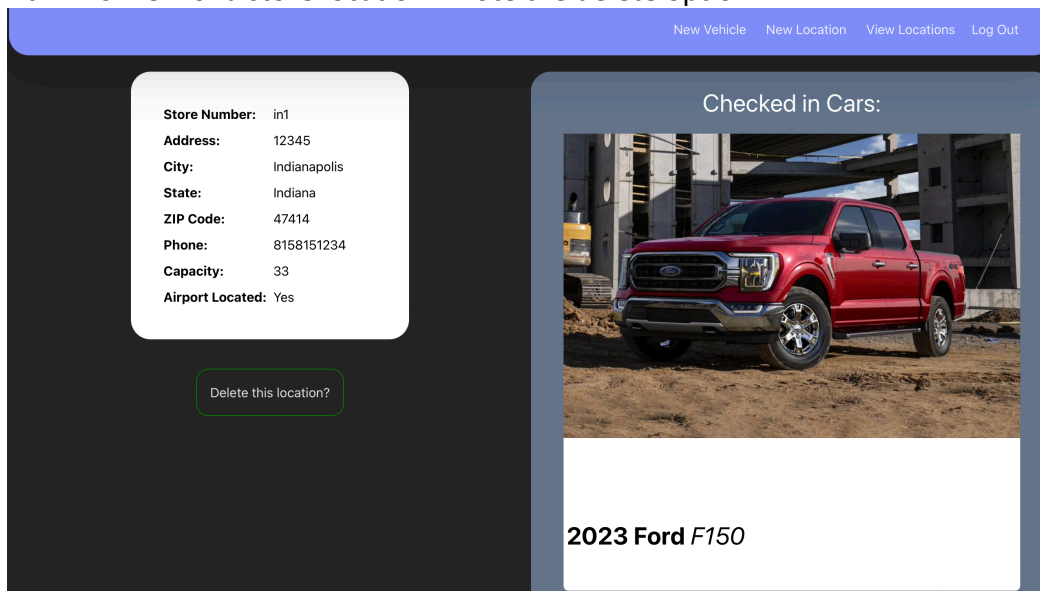 New Vehicle New Location View Locations Log Out
Store Number: in1
Address: 12345
City: Indianapolis
State: Indiana
ZIP Code: 47414
Phone: 8158151234
Capacity: 33
Airport Located: Yes
Delete this location?
Checked in Cars:
Ford
2023 Ford F150